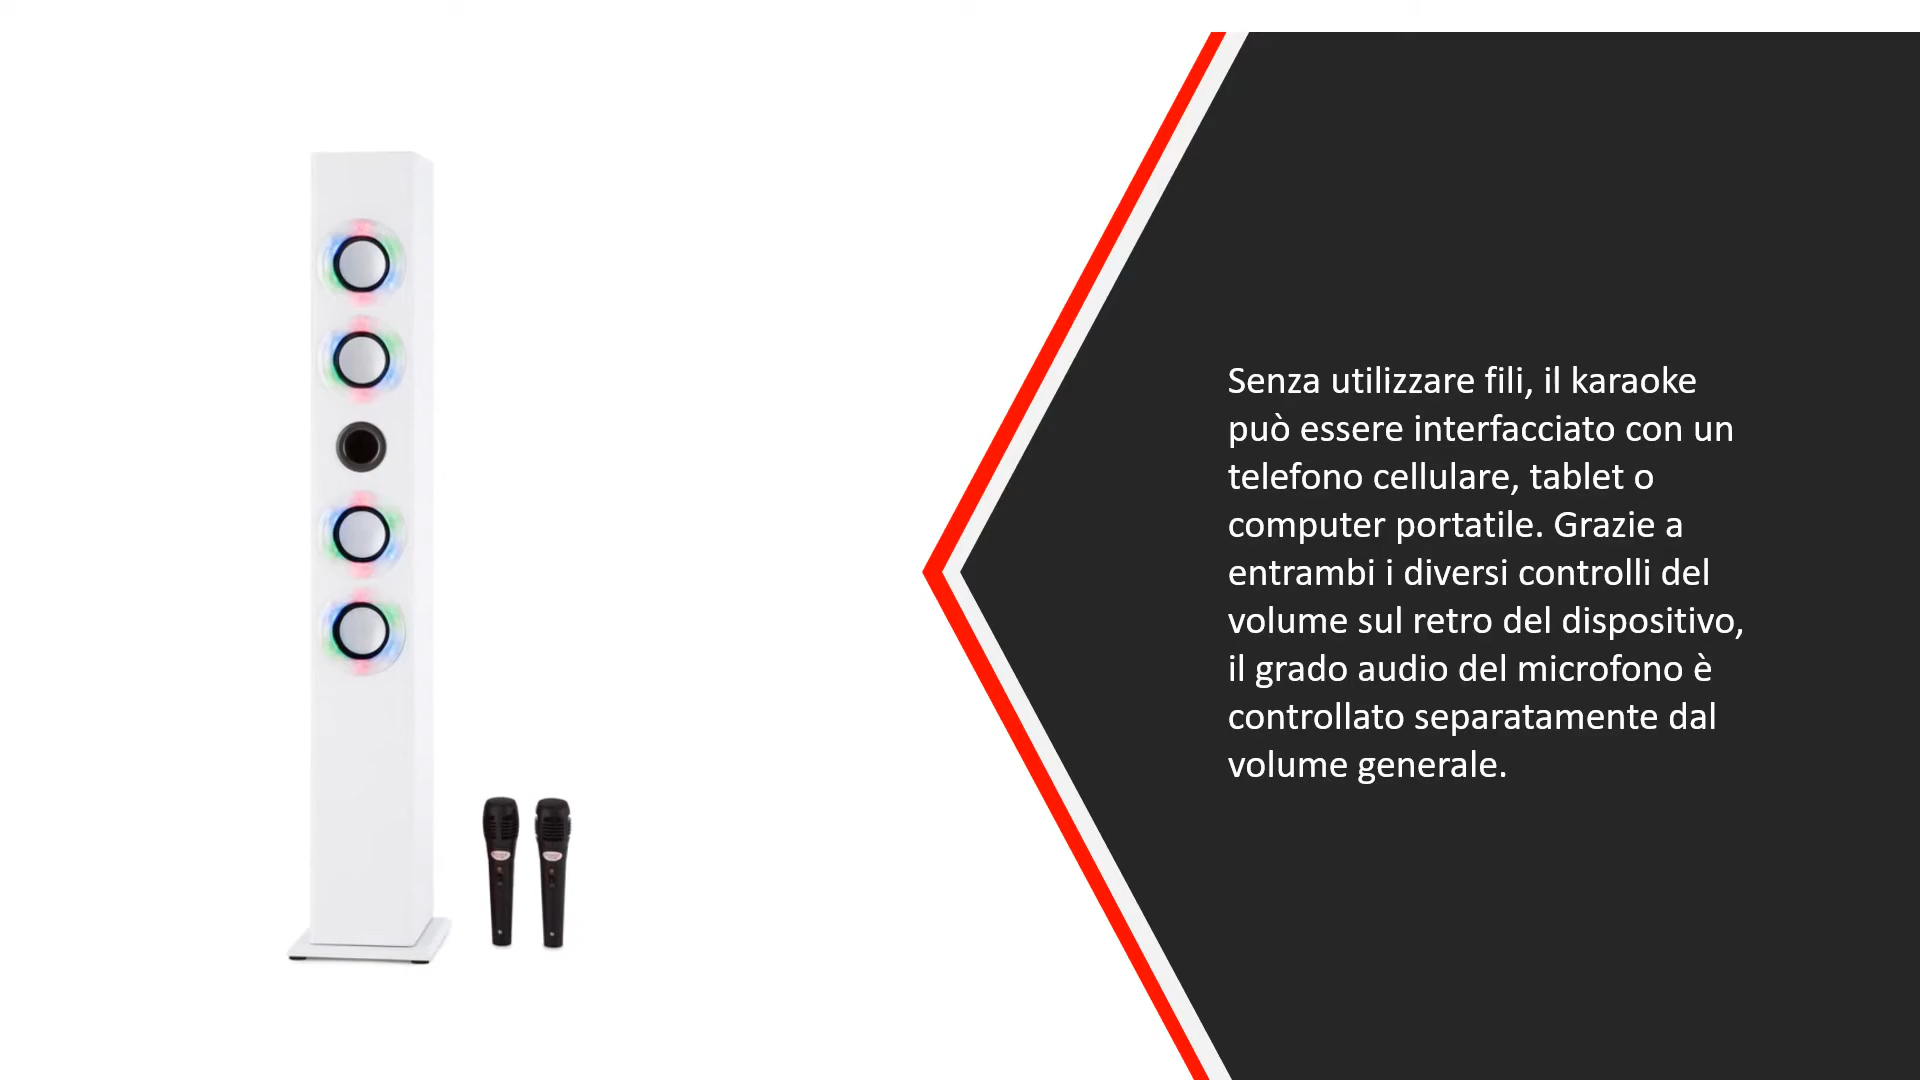 Senza utilizzare fili, il karaoke
può essere interfacciato con un
telefono cellulare, tablet o
computer portatile. Grazie a
entrambi i diversi controlli del
volume sul retro del dispositivo,
il grado audio del microfono è
controllato separatamente dal
volume generale.